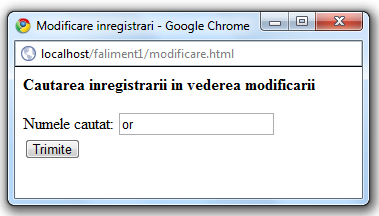 Modificare inregistrari - Google Chrome
localhost/faliment1/modificare.html
Cautarea inregistrarii in vederea modificarii
Numele cautat: or
Trimite